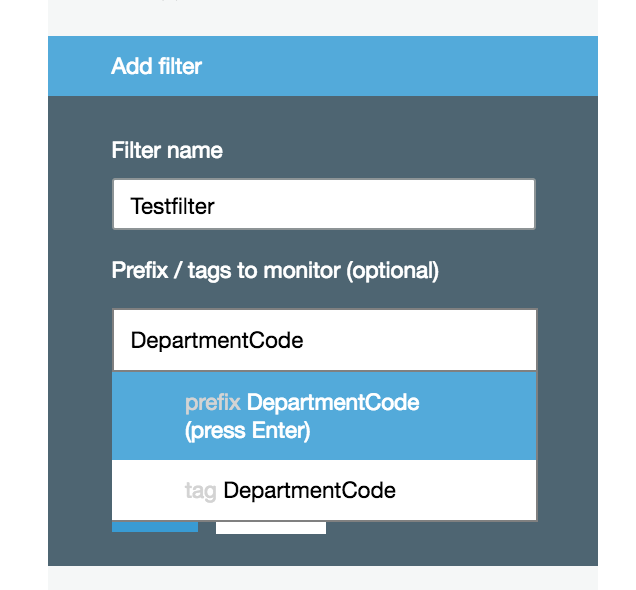 Add filter
Filter name
Testfilter
Prefix / tags to monitor (optional)
DepartmentCode
prefix DepartmentCode
(press Enter)
tag DepartmentCode